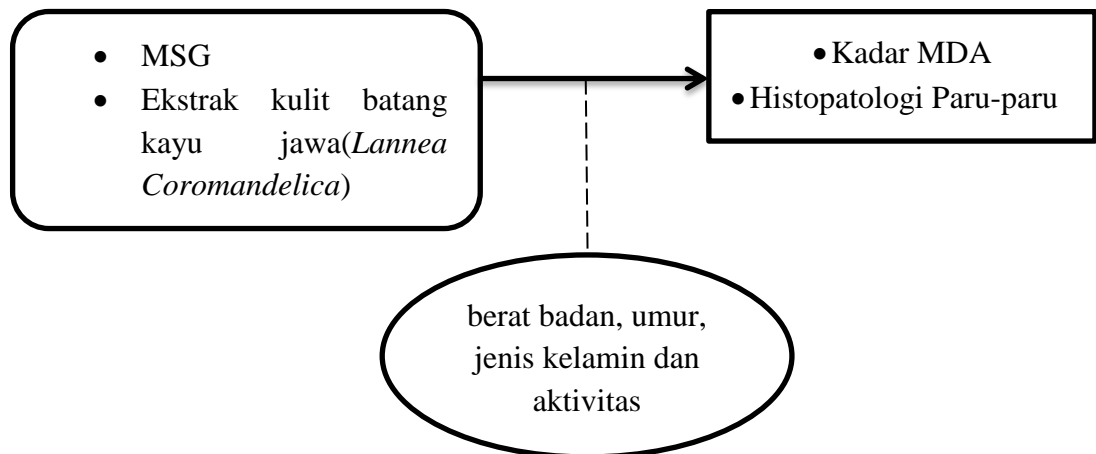 • MSG
• Ekstrak kulit batang
kayu jawa(Lannea
Coromandelica)
• Kadar MDA
• Histopatologi Paru-paru
berat badan, umur,
jenis kelamin dan
aktivitas